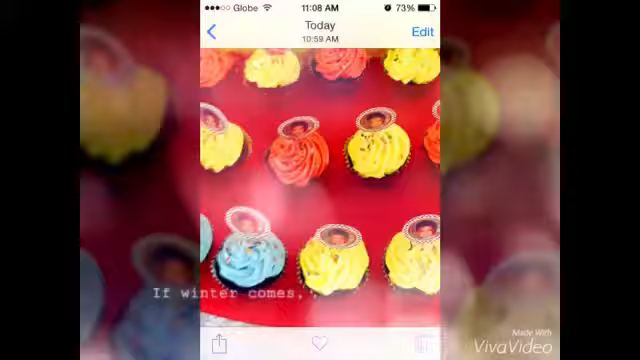 Globe 11:08 AM 73%
Today
10:59 AM
Edit
If winter comes,
Made With
VivaVideo